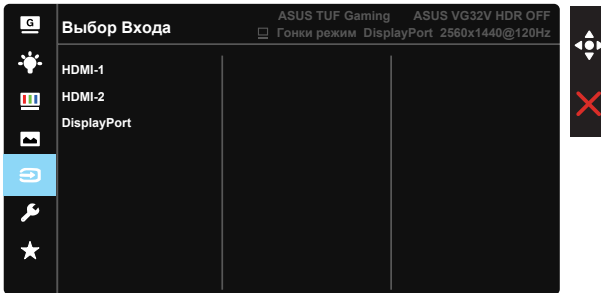 G
ASUS TUF Gaming ASUS VG32V HDR OFF
Выбор Входа
Гонки режим DisplayPort 2560x1440@120Hz
HDMI-1
HDMI-2
DisplayPort